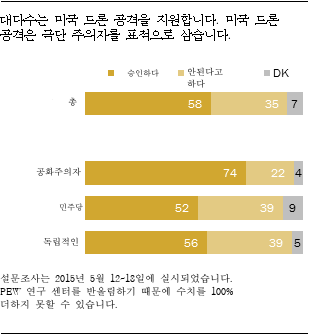 대다수는 미국 드론 공격을 지원합니다. 미국 드론
공격은 극단 주의자를 표적으로 삼습니다.
승인하다 안된다고 하다 DK
총 58 35 7
공화주의자 74 22 4
민주당 52 39 9
독립적인 56 39 5
설문조사는 2015년 5월 12-18일에 실시되었습니다.
PEW 연구 센터를 반올림하기 때문에 수치를 100%
더하지 못할 수 있습니다.